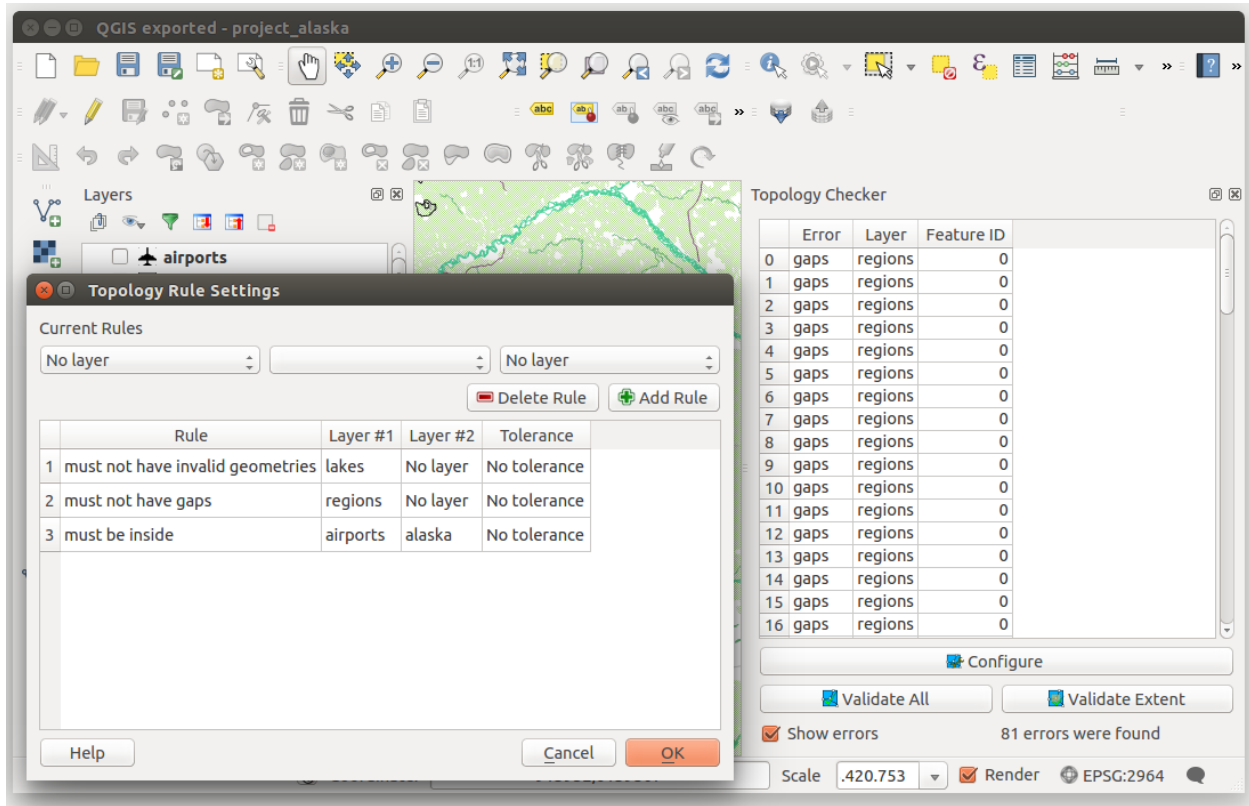 QGIS exported - project_alaska
1:1
?
abc
ab
ab
abc
abc
Layers
airports
Topology Checker
Error Layer Feature ID
0 gaps regions 0
1 gaps regions 0
2 gaps regions 0
3 gaps regions 0
4 gaps regions 0
5 gaps regions 0
6 gaps regions 0
7 gaps regions 0
8 gaps regions 0
9 gaps regions 0
10 gaps regions 0
11 gaps regions 0
12 gaps regions 0
13 gaps regions 0
14 gaps regions 0
15 gaps regions 0
16 gaps regions 0
Configure
Validate All Validate Extent
Show errors 81 errors were found
Topology Rule Settings
Current Rules
No layer No layer
Delete Rule Add Rule
Rule Layer #1 Layer #2 Tolerance
1 must not have invalid geometries lakes No layer No tolerance
2 must not have gaps regions No layer No tolerance
3 must be inside airports alaska No tolerance
Help Cancel OK
Scale .420.753 Render EPSG:2964